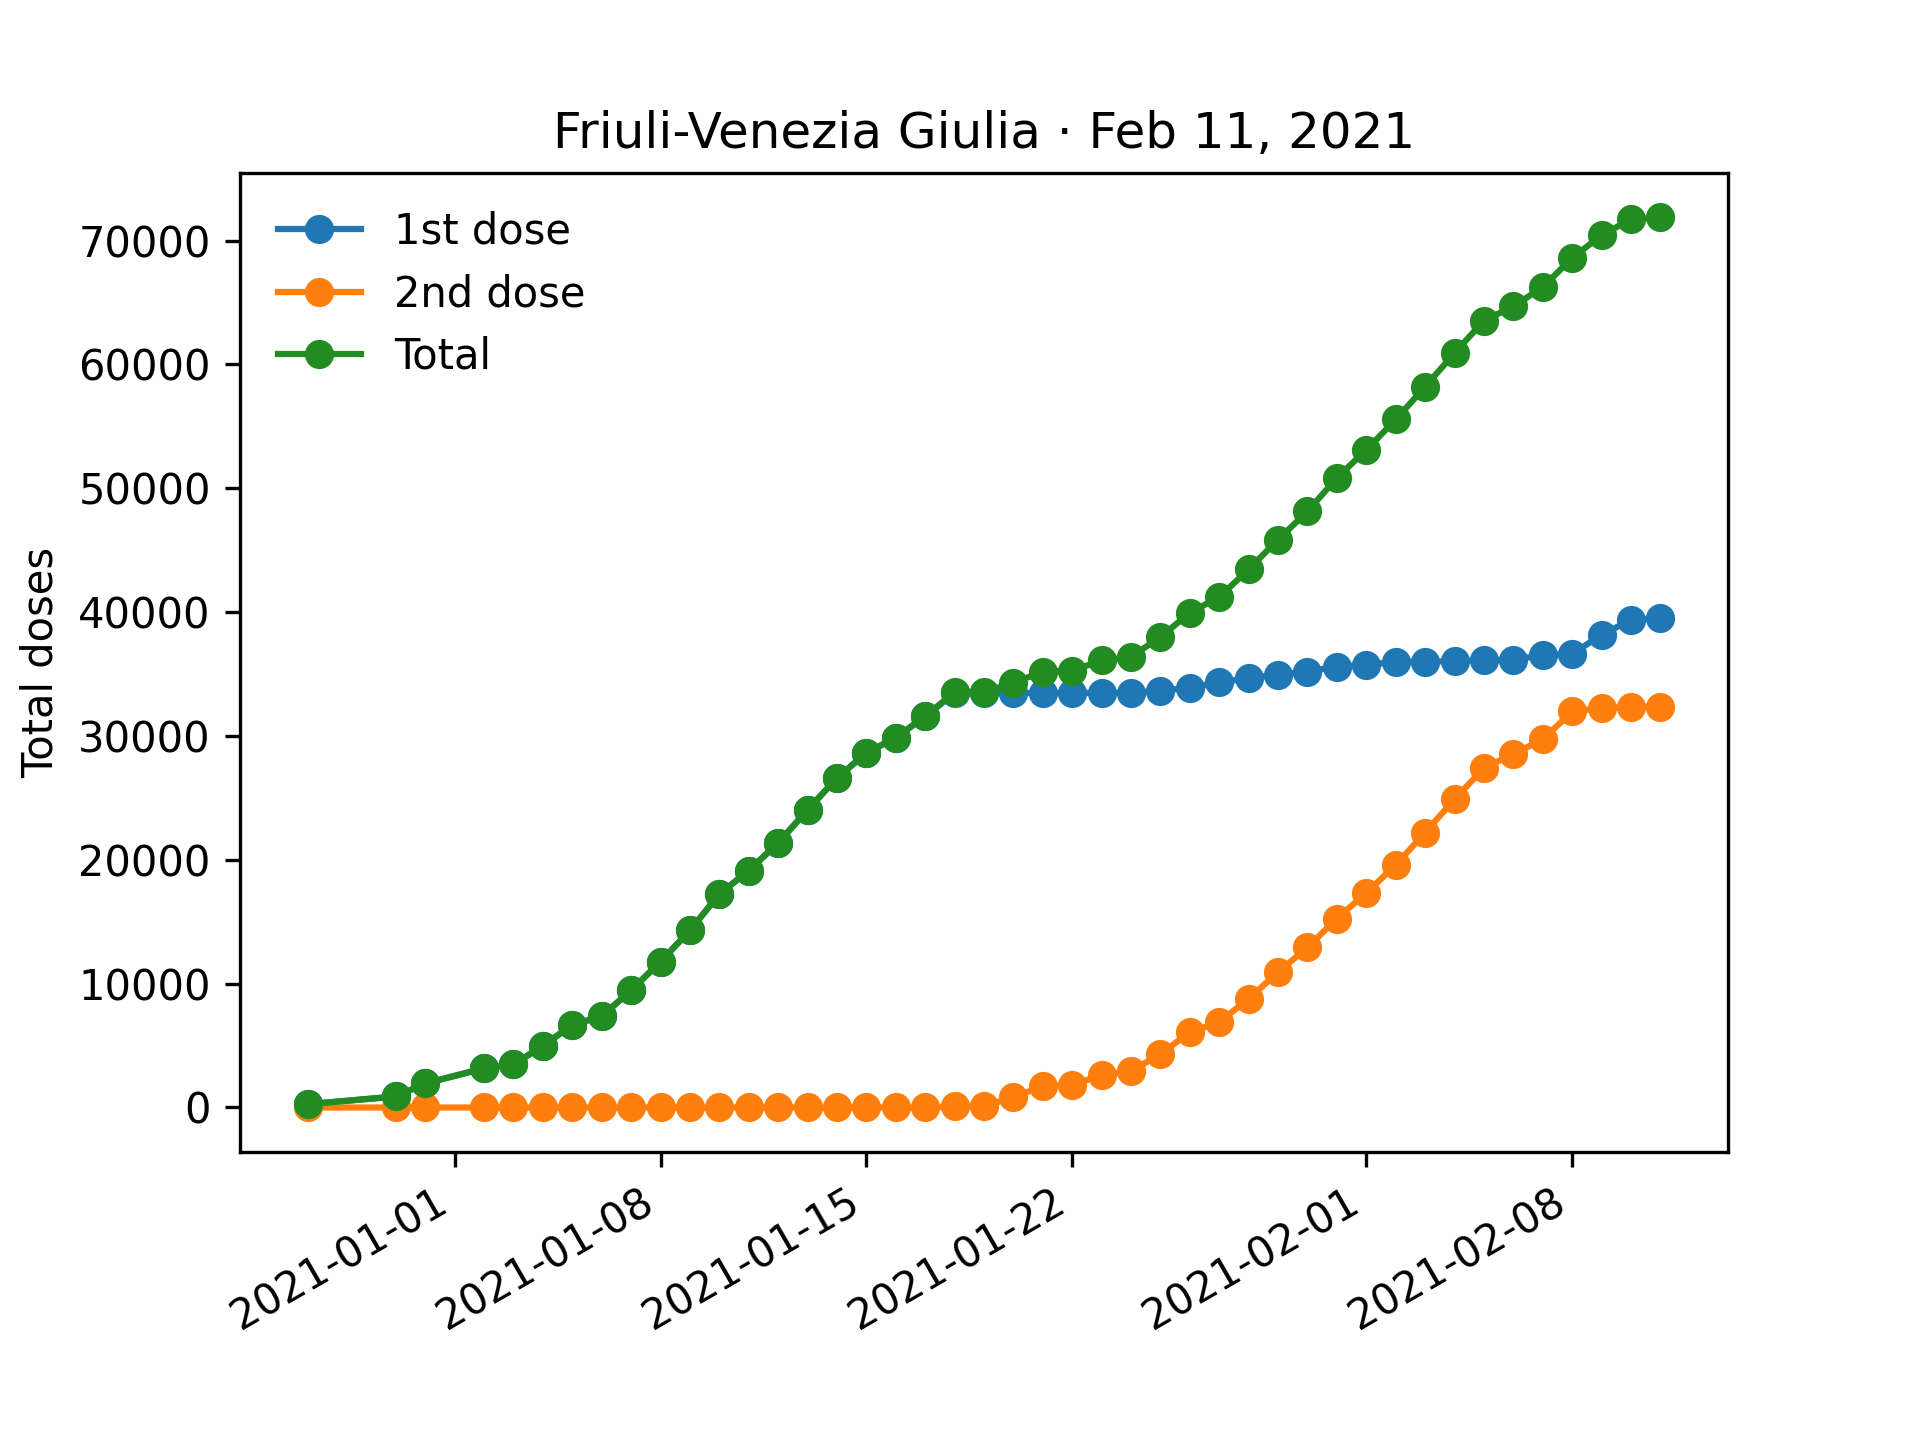 Friuli-Venezia Giulia · Feb 11, 2021
1st dose
2nd dose
Total
Total doses
70000
60000
50000
40000
30000
20000
10000
0
2021-01-01
2021-01-08
2021-01-15
2021-01-22
2021-02-01
2021-02-08